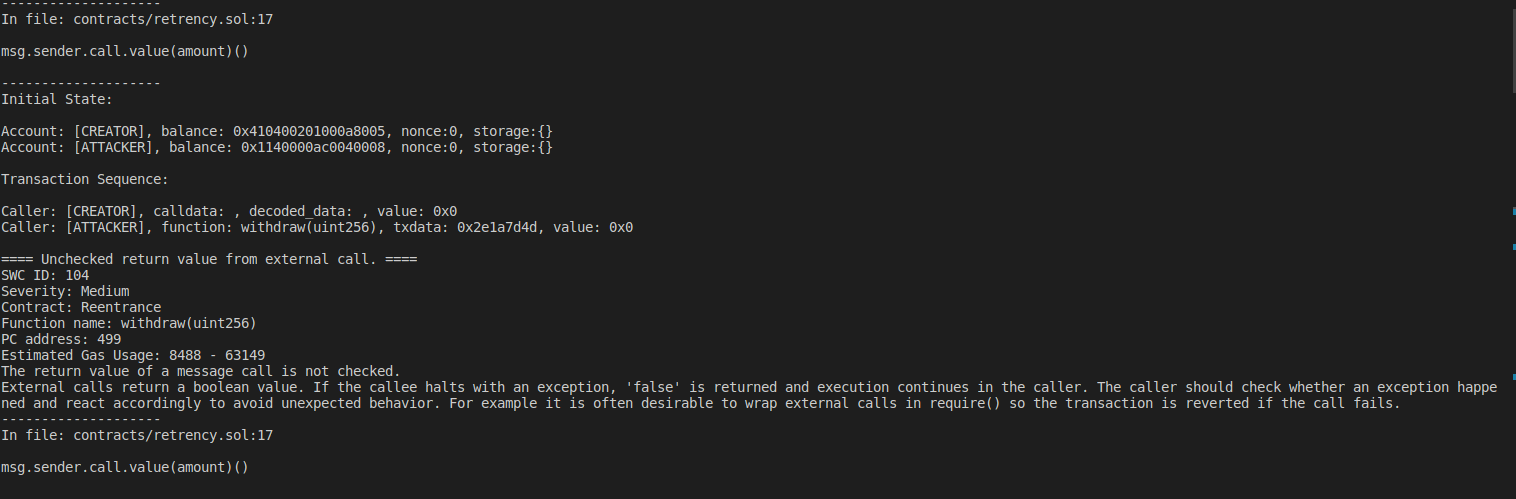 --------------------
In file: contracts/retrency.sol:17
msg.sender.call.value(amount)()
--------------------
Initial State:
Account: [CREATOR], balance: 0x410400201000a8005, nonce:0, storage:{}
Account: [ATTACKER], balance: 0x1140000ac0040008, nonce:0, storage:{}
Transaction Sequence:
Caller: [CREATOR], calldata: , decoded_data: , value: 0x0
Caller: [ATTACKER], function: withdraw(uint256), txdata: 0x2e1a7d4d, value: 0x0
==== Unchecked return value from external call. ====
SWC ID: 104
Severity: Medium
Contract: Reentrance
Function name: withdraw(uint256)
PC address: 499
Estimated Gas Usage: 8488 - 63149
The return value of a message call is not checked.
External calls return a boolean value. If the callee halts with an exception, 'false' is returned and execution continues in the caller. The caller should check whether an exception happe
ned and react accordingly to avoid unexpected behavior. For example it is often desirable to wrap external calls in require() so the transaction is reverted if the call fails.
--------------------
In file: contracts/retrency.sol:17
msg.sender.call.value(amount)()